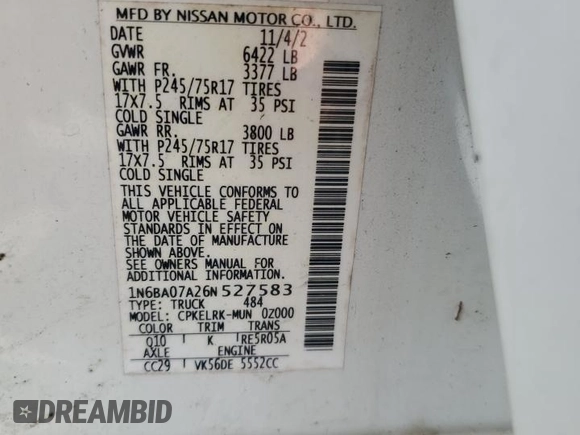 MFD BY NISSAN MOTOR CO., LTD.
DATE 11/4/2
GVWR 6422 LB
GAWR FR. 3377 LB
WITH P245/75R17 TIRES
17X7.5 RIMS AT 35 PSI
COLD SINGLE
GAWR RR. 3800 LB
WITH P245/75R17 TIRES
17X7.5 RIMS AT 35 PSI
COLD SINGLE
THIS VEHICLE CONFORMS TO
ALL APPLICABLE FEDERAL
MOTOR VEHICLE SAFETY
STANDARDS IN EFFECT ON
THE DATE OF MANUFACTURE
SHOWN ABOVE.
SEE OWNERS MANUAL FOR
ADDITIONAL INFORMATION.
1N6BA07A26N527583
TYPE: TRUCK 484
MODEL: CPKELRK-MUN 0Z000
COLOR TRIM TRANS
Q10 K RE5R05A
AXLE ENGINE
CC29 VK56DE 5552CC
DREAMBID